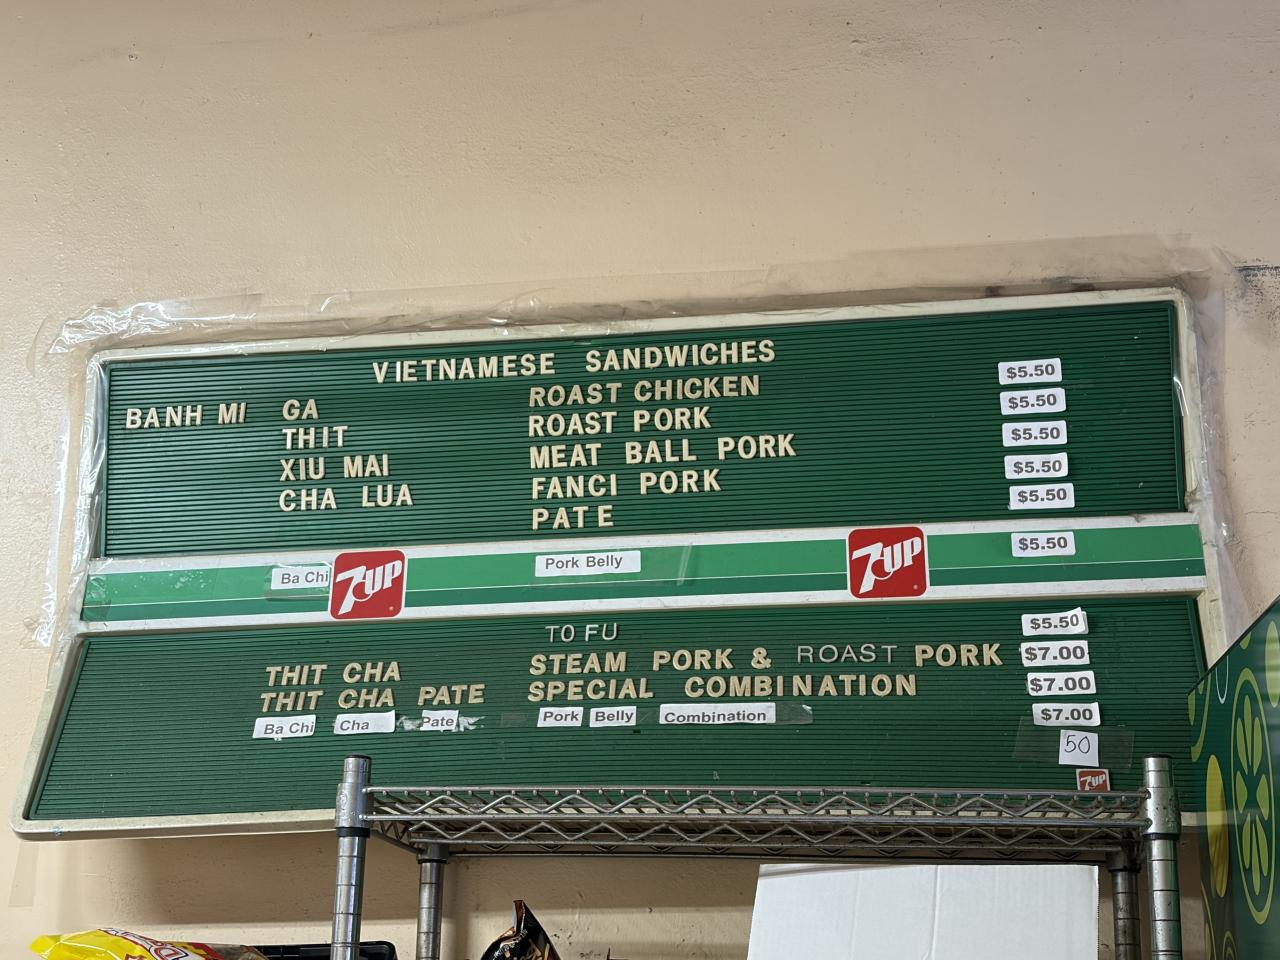 VIETNAMESE SANDWICHES
BANH MI GA ROAST CHICKEN $5.50
THIT ROAST PORK $5.50
XIU MAI MEAT BALL PORK $5.50
CHA LUA FANCI PORK $5.50
PATE $5.50
Ba Chi 7UP Pork Belly 7UP $5.50
TO FU $5.50
THIT CHA STEAM PORK & ROAST PORK $7.00
THIT CHA PATE SPECIAL COMBINATION $7.00
Ba Chi Cha Pate Pork Belly Combination $7.00
50
7UP